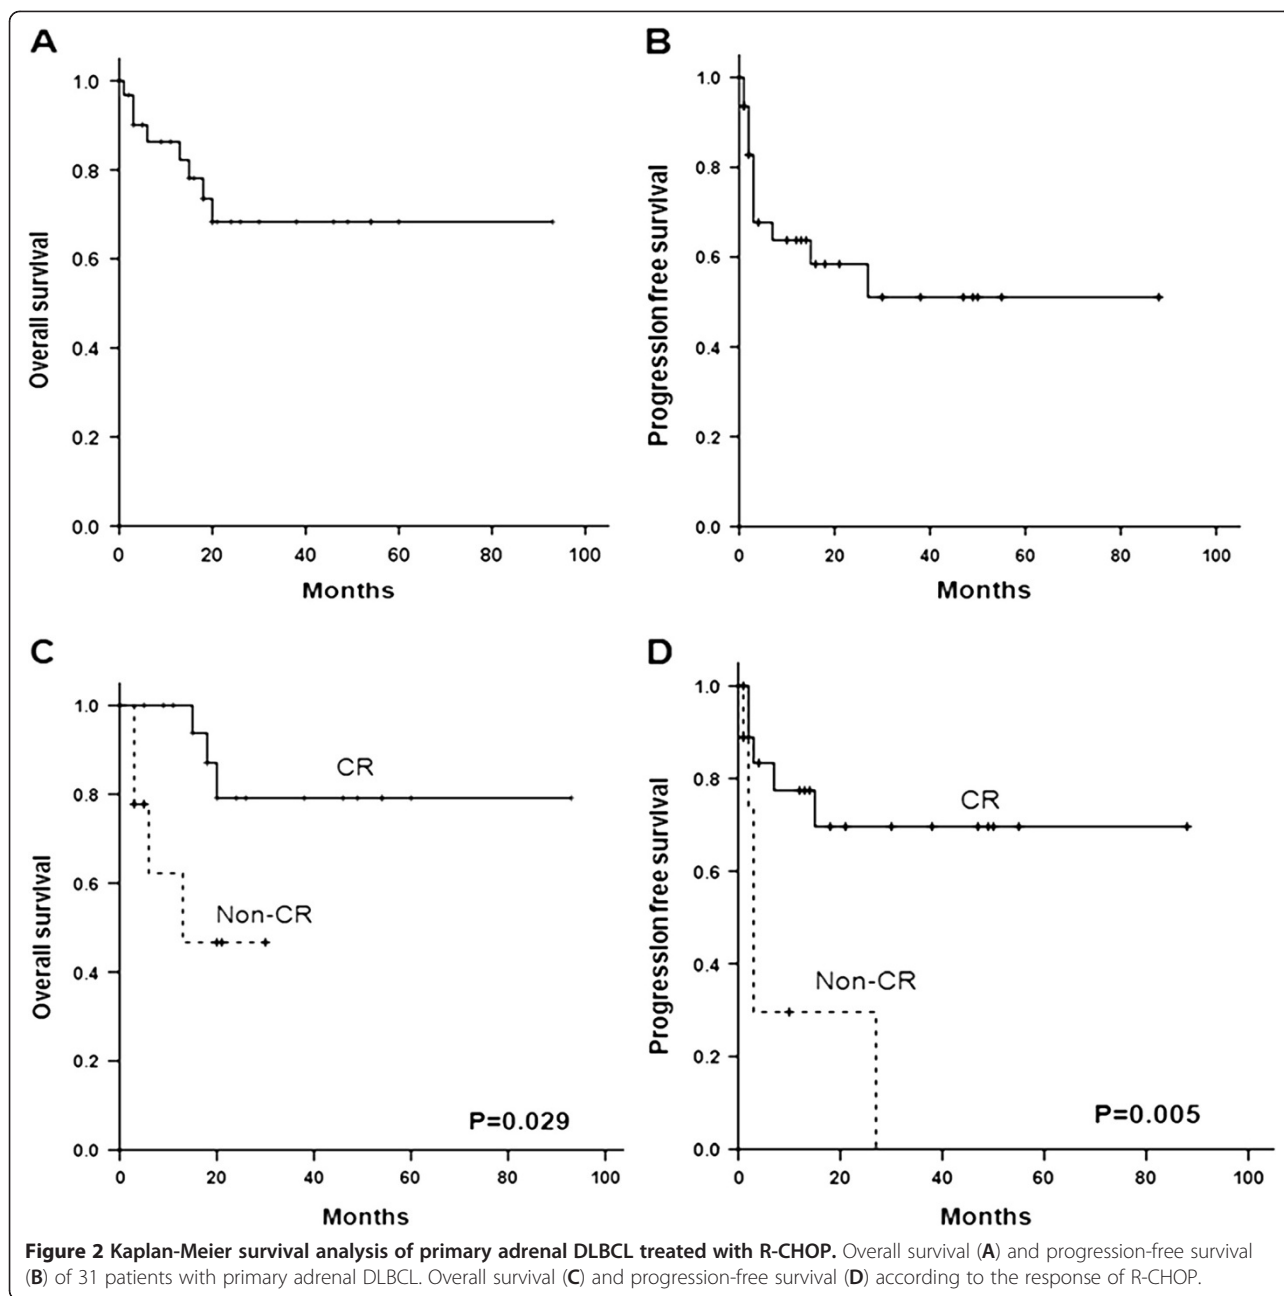 A
1.0
0.8
0.6
0.4
0.2
0.0
Overall survival
0 20 40 60 80 100
Months
B
1.0
0.8
0.6
0.4
0.2
0.0
Progression free survival
0 20 40 60 80 100
Months
C
1.0
0.8
0.6
0.4
0.2
0.0
Overall survival
CR
Non-CR
P=0.029
0 20 40 60 80 100
Months
D
1.0
0.8
0.6
0.4
0.2
0.0
Progression free survival
CR
Non-CR
P=0.005
0 20 40 60 80 100
Months
Figure 2 Kaplan-Meier survival analysis of primary adrenal DLBCL treated with R-CHOP. Overall survival (A) and progression-free survival
(B) of 31 patients with primary adrenal DLBCL. Overall survival (C) and progression-free survival (D) according to the response of R-CHOP.